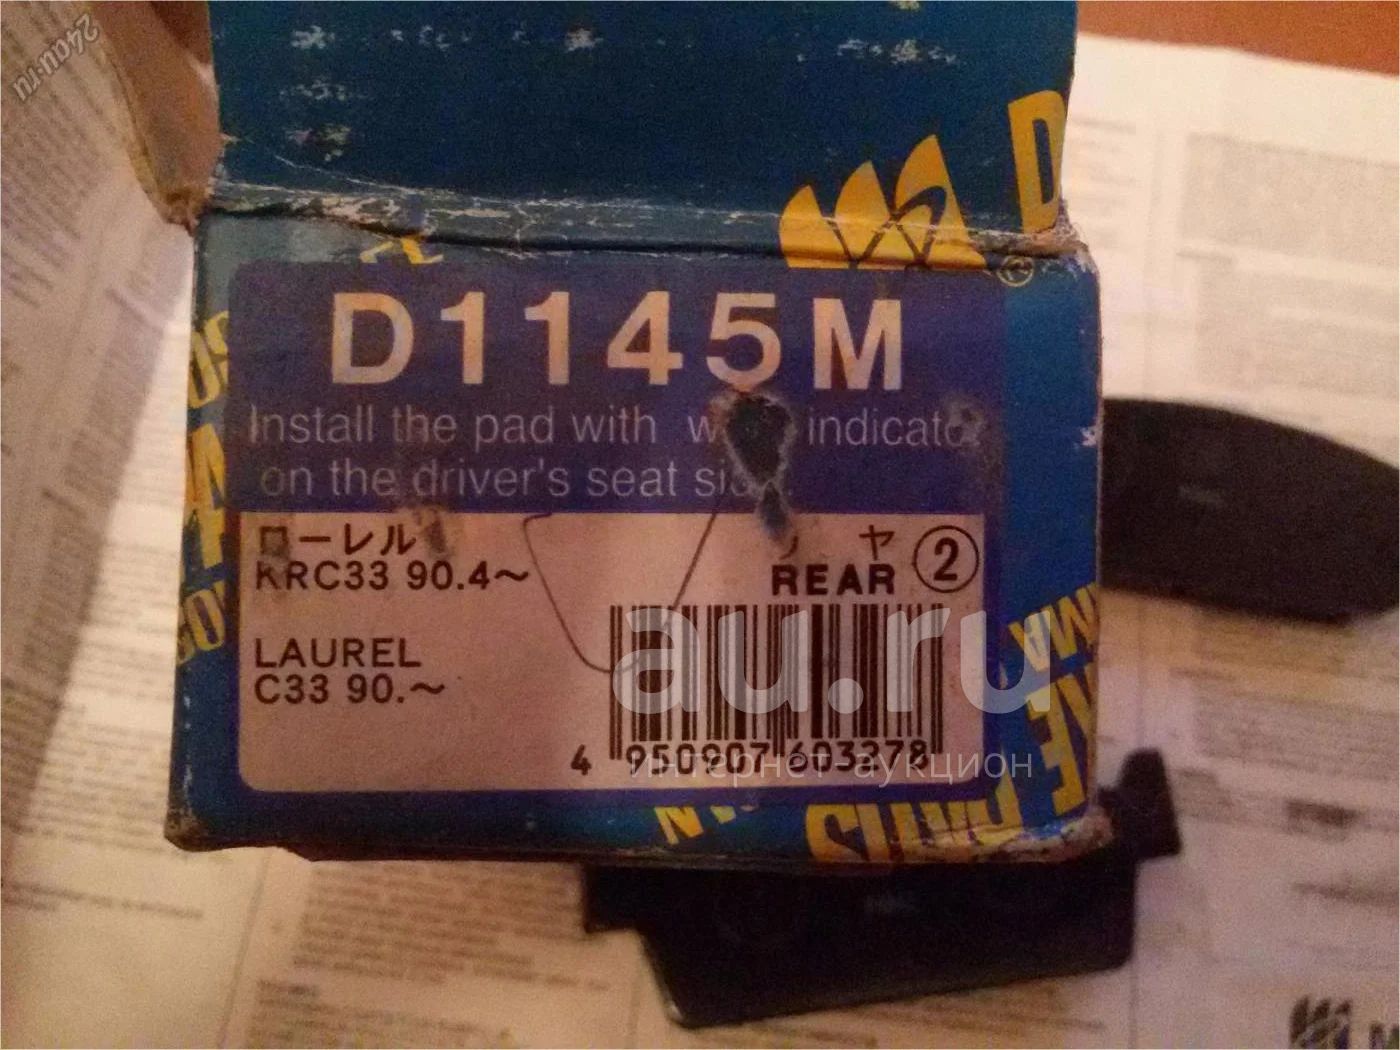 24au.ru
D
®
D1145M
Install the pad with indicator
on the driver's seat
ローレル
KRC33 90.4～
ヤ
REAR ②
LAUREL
C33 90.～
au.ru
4 950907 603278
интернет-аукцион